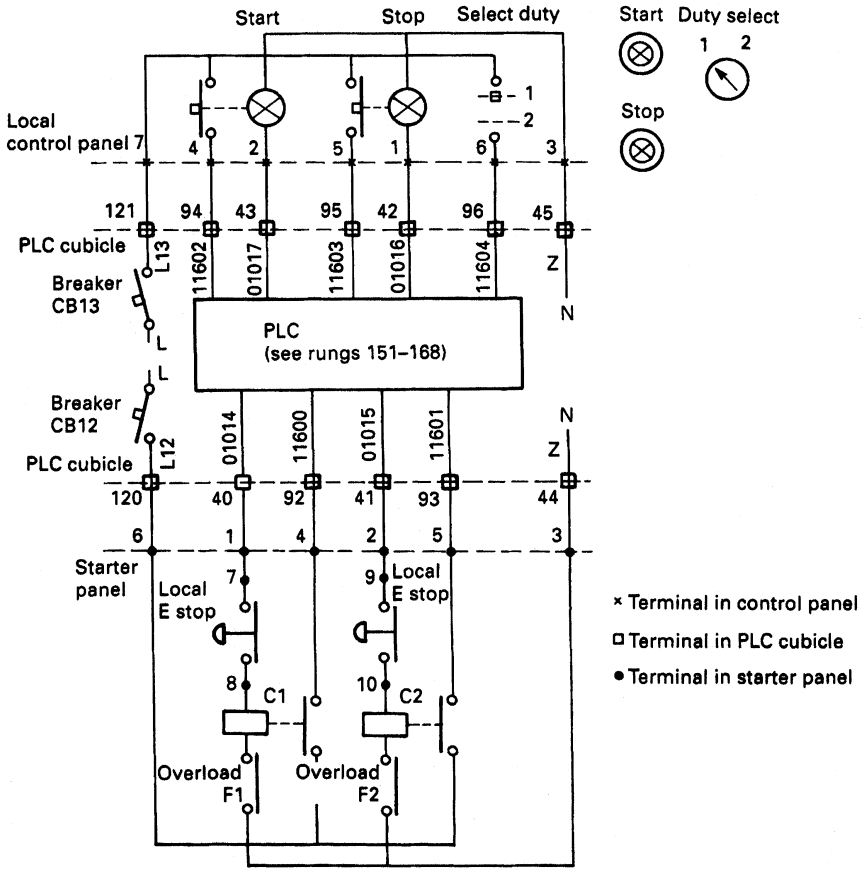 Start Stop Select duty
Start Duty select
1 2
Stop
1
2
Local
control panel 7 4 2 5 1 6 3
121 94 43 95 42 96 45
PLC cubicle
L13 11602 01017 11603 01016 11604 Z
Breaker
CB13
N
L
PLC
(see rungs 151–168)
L
Breaker
CB12
L12 01014 11600 01015 11601 N
Z
PLC cubicle
120 40 92 41 93 44
6 1 4 2 5 3
Starter
panel
7 9
Local
E stop
Local
E stop
8 C1 10 C2
Overload
F1
Overload
F2
× Terminal in control panel
Terminal in PLC cubicle
Terminal in starter panel